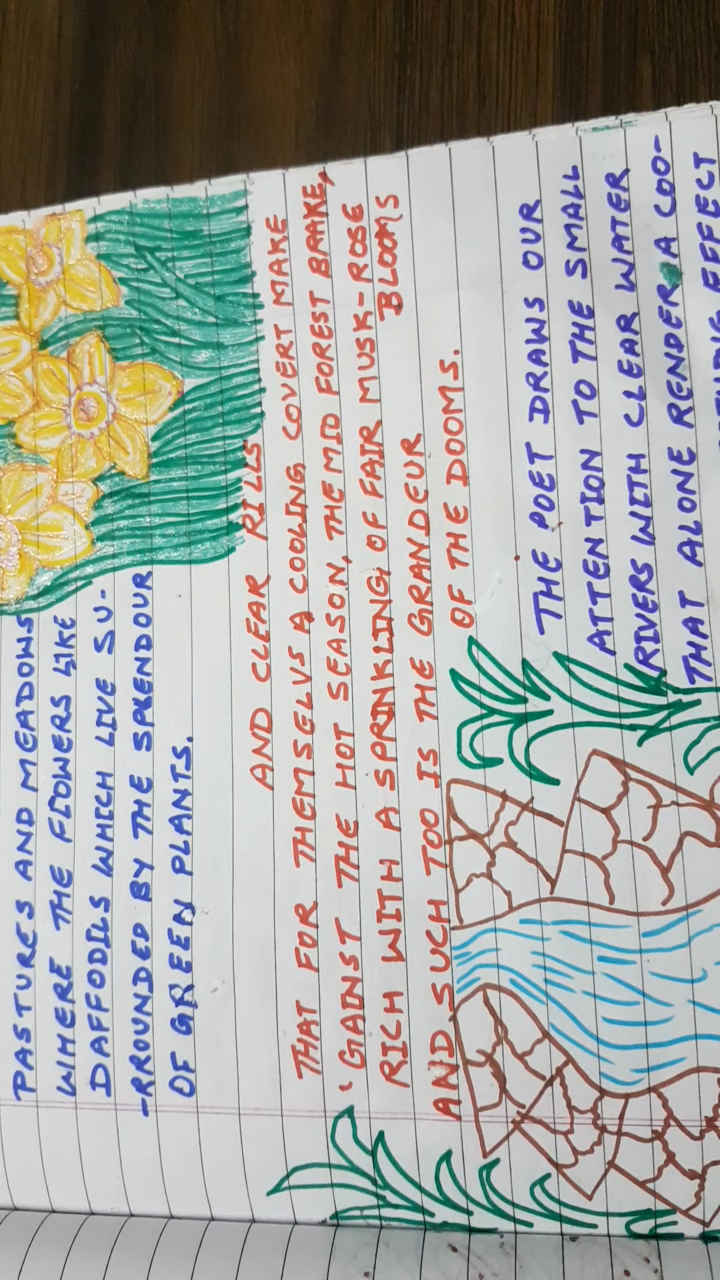 PASTURES AND MEADOWS
WHERE THE FLOWERS LIKE
DAFFODILS WHICH LIVE SU-
-RROUNDED BY THE SPLENDOUR
OF GREEN PLANTS.
AND CLEAR RILLS
THAT FOR THEMSELVS A COOLING COVERT MAKE
'GAINST THE HOT SEASON, THE MID FOREST BRAKE,
RICH WITH A SPRINKLING OF FAIR MUSK-ROSE
BLOOMS
AND SUCH TOO IS THE GRANDEUR
OF THE DOOMS.
THE POET DRAWS OUR
ATTENTION TO THE SMALL
RIVERS WITH CLEAR WATER
THAT ALONE RENDER A COO-
EFFECT